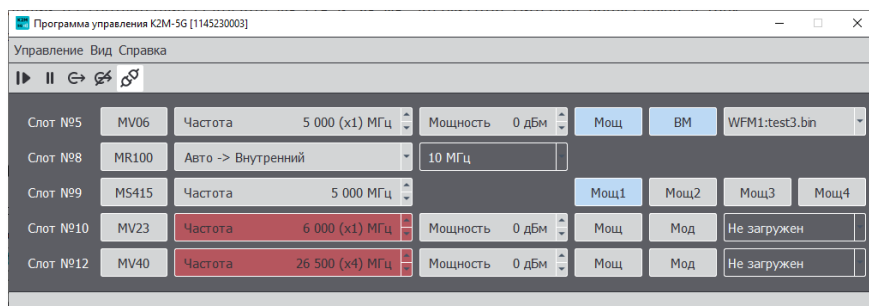 Программа управления K2M-5G [1145230003]
Управление Вид Справка
Слот №5 MV06 Частота 5 000 (x1) МГц Мощность 0 дБм Мощ ВМ WFM1:test3.bin
Слот №8 MR100 Авто -> Внутренний 10 МГц
Слот №9 MS415 Частота 5 000 МГц Мощ1 Мощ2 Мощ3 Мощ4
Слот №10 MV23 Частота 6 000 (x1) МГц Мощность 0 дБм Мощ Мод Не загружен
Слот №12 MV40 Частота 26 500 (x4) МГц Мощность 0 дБм Мощ Мод Не загружен